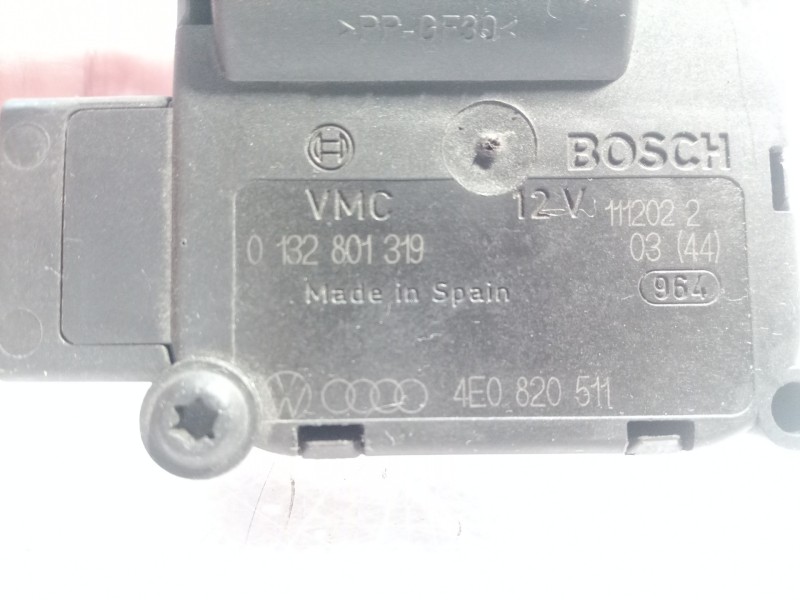 >PP-GF30<
BOSCH
VMC 12 V 111202 2
0 132 801 319 03 (44)
Made in Spain 964
4E0 820 511